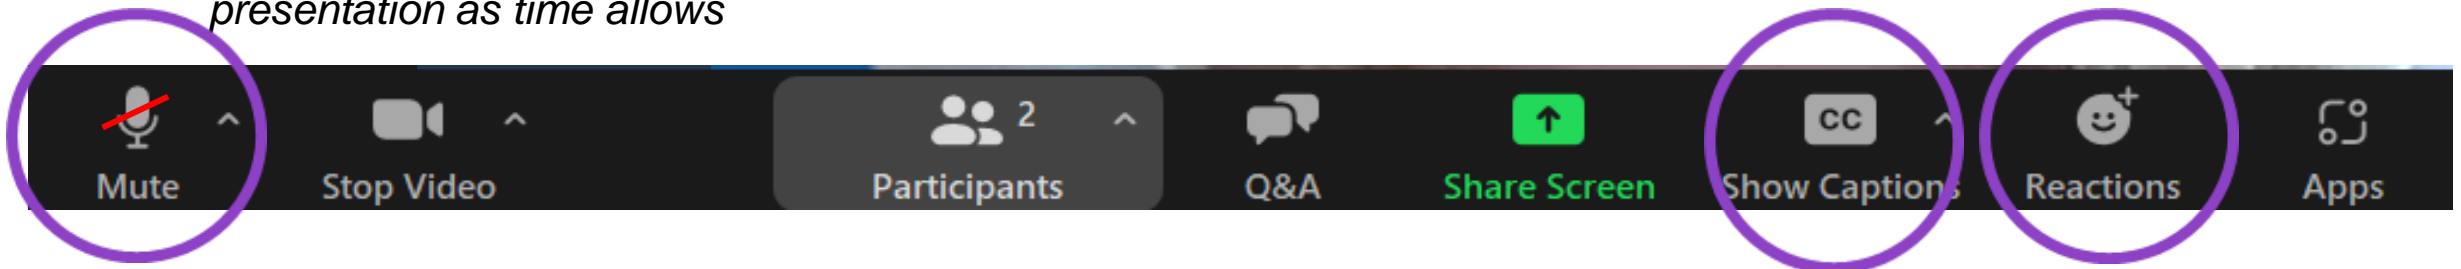 presentation as time allows
2
CC
Mute Stop Video Participants Q&A Share Screen Show Captions Reactions Apps